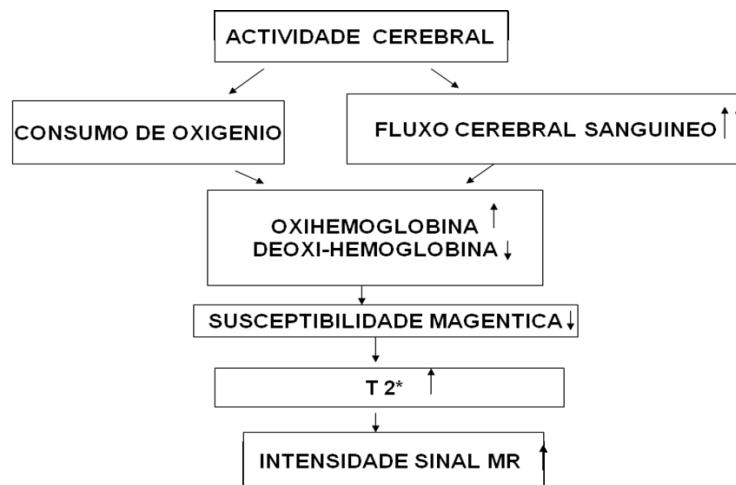 ACTIVIDADE CEREBRAL
CONSUMO DE OXIGENIO
FLUXO CEREBRAL SANGUINEO
OXIHEMOGLOBINA
DEOXI-HEMOGLOBINA
SUSCEPTIBILIDADE MAGENTICA
T 2*
INTENSIDADE SINAL MR